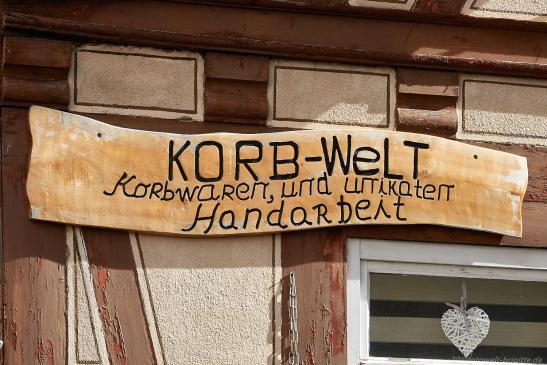 KORB-WeLT
Korbwaren, und unikaten
Handarbeit